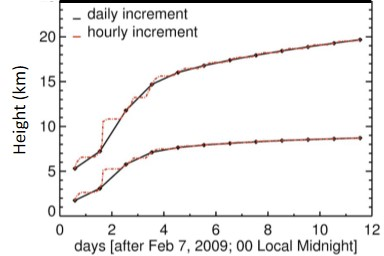 daily increment
hourly increment
Height (km)
20
15
10
5
0
0 2 4 6 8 10 12
days [after Feb 7, 2009; 00 Local Midnight]